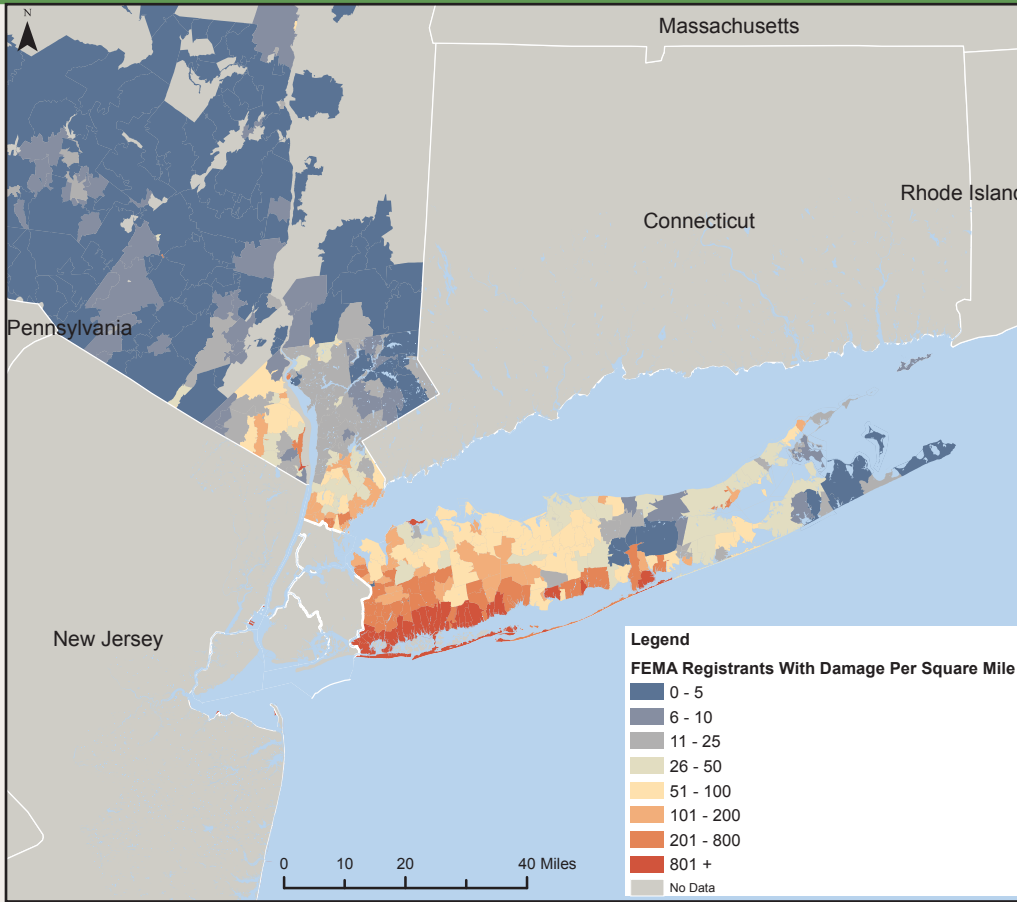 N
Massachusetts
Rhode Island
Connecticut
Pennsylvania
New Jersey
Legend
FEMA Registrants With Damage Per Square Mile
0 - 5
6 - 10
11 - 25
26 - 50
51 - 100
101 - 200
201 - 800
801 +
No Data
0 10 20 40 Miles